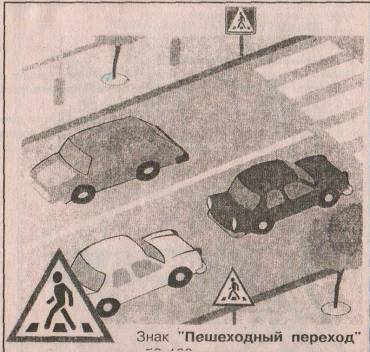 Знак "Пешеходный переход"